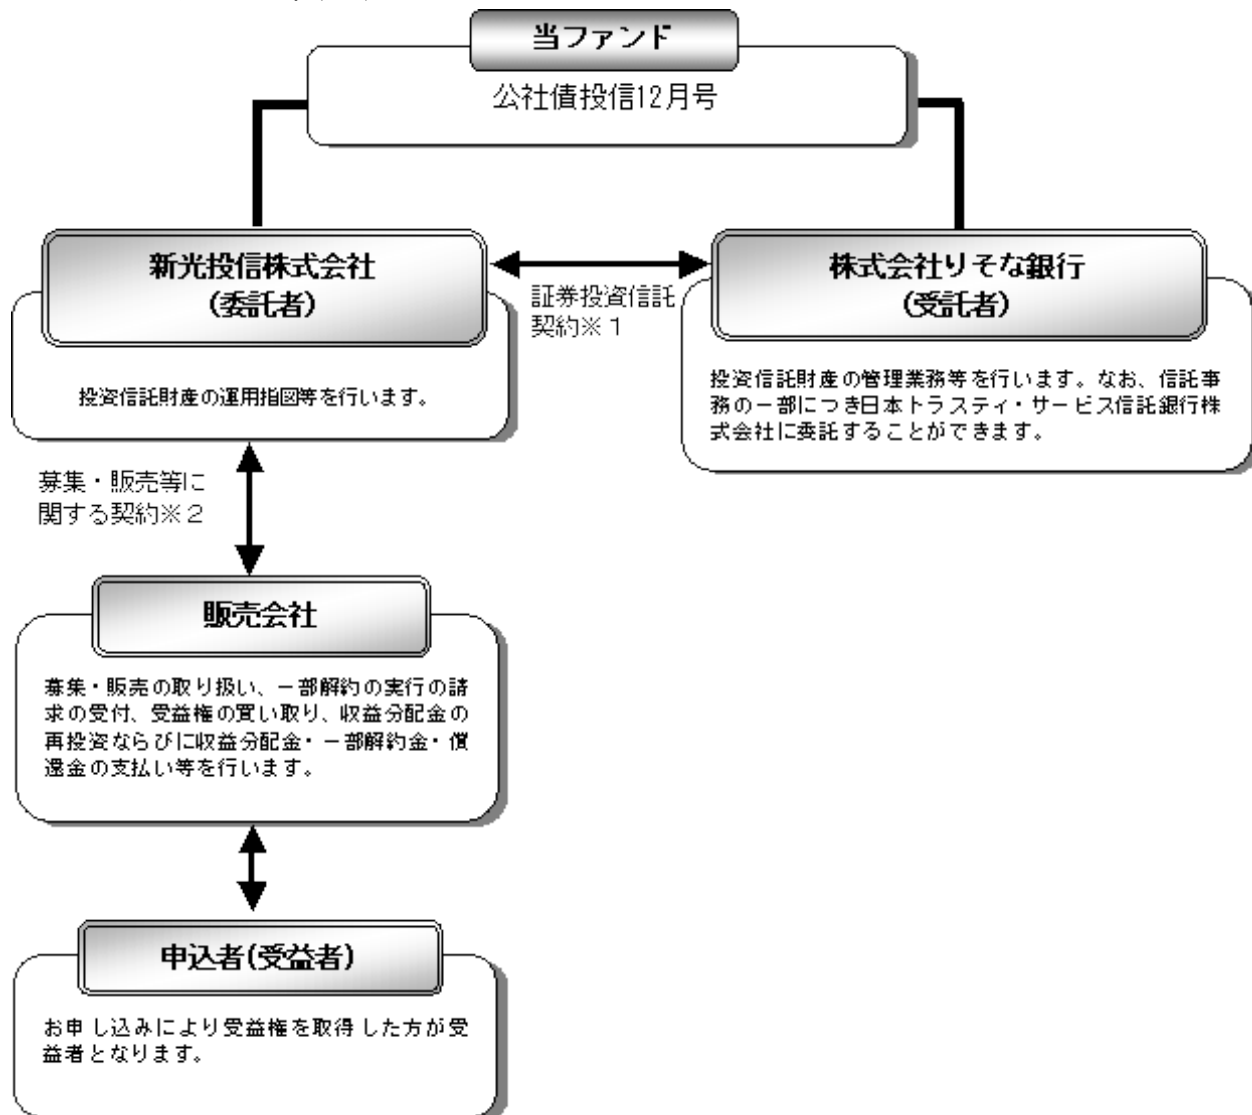 当ファンド
公社債投信12月号
新光投信株式会社
(委託者)
投資信託財産の運用指図等を行います。
証券投資信託
契約※１
株式会社りそな銀行
(受託者)
投資信託財産の管理業務等を行います。なお、信託事
務の一部につき日本トラスティ・サービス信託銀行株
式会社に委託することができます。
募集・販売等に
関する契約※２
販売会社
募集・販売の取り扱い、一部解約の実行の請
求の受付、受益権の買い取り、収益分配金の
再投資ならびに収益分配金・一部解約金・償
還金の支払い等を行います。
申込者(受益者)
お申し込みにより受益権を取得した方が受
益者となります。